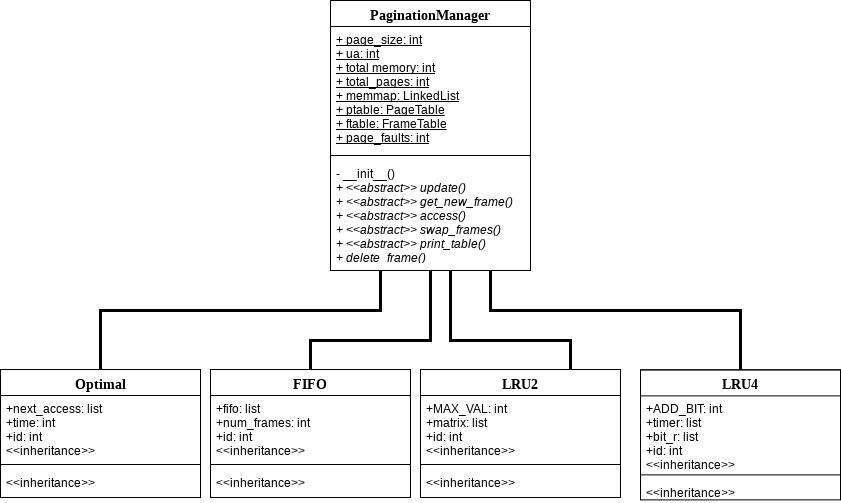 PaginationManager
+ page_size: int
+ ua: int
+ total memory: int
+ total_pages: int
+ memmap: LinkedList
+ ptable: PageTable
+ ftable: FrameTable
+ page_faults: int
- __init__()
+ <<abstract>> update()
+ <<abstract>> get_new_frame()
+ <<abstract>> access()
+ <<abstract>> swap_frames()
+ <<abstract>> print_table()
+ delete_frame()
Optimal
+next_access: list
+time: int
+id: int
<<inheritance>>
<<inheritance>>
FIFO
+fifo: list
+num_frames: int
+id: int
<<inheritance>>
<<inheritance>>
LRU2
+MAX_VAL: int
+matrix: list
+id: int
<<inheritance>>
<<inheritance>>
LRU4
+ADD_BIT: int
+timer: list
+bit_r: list
+id: int
<<inheritance>>
<<inheritance>>